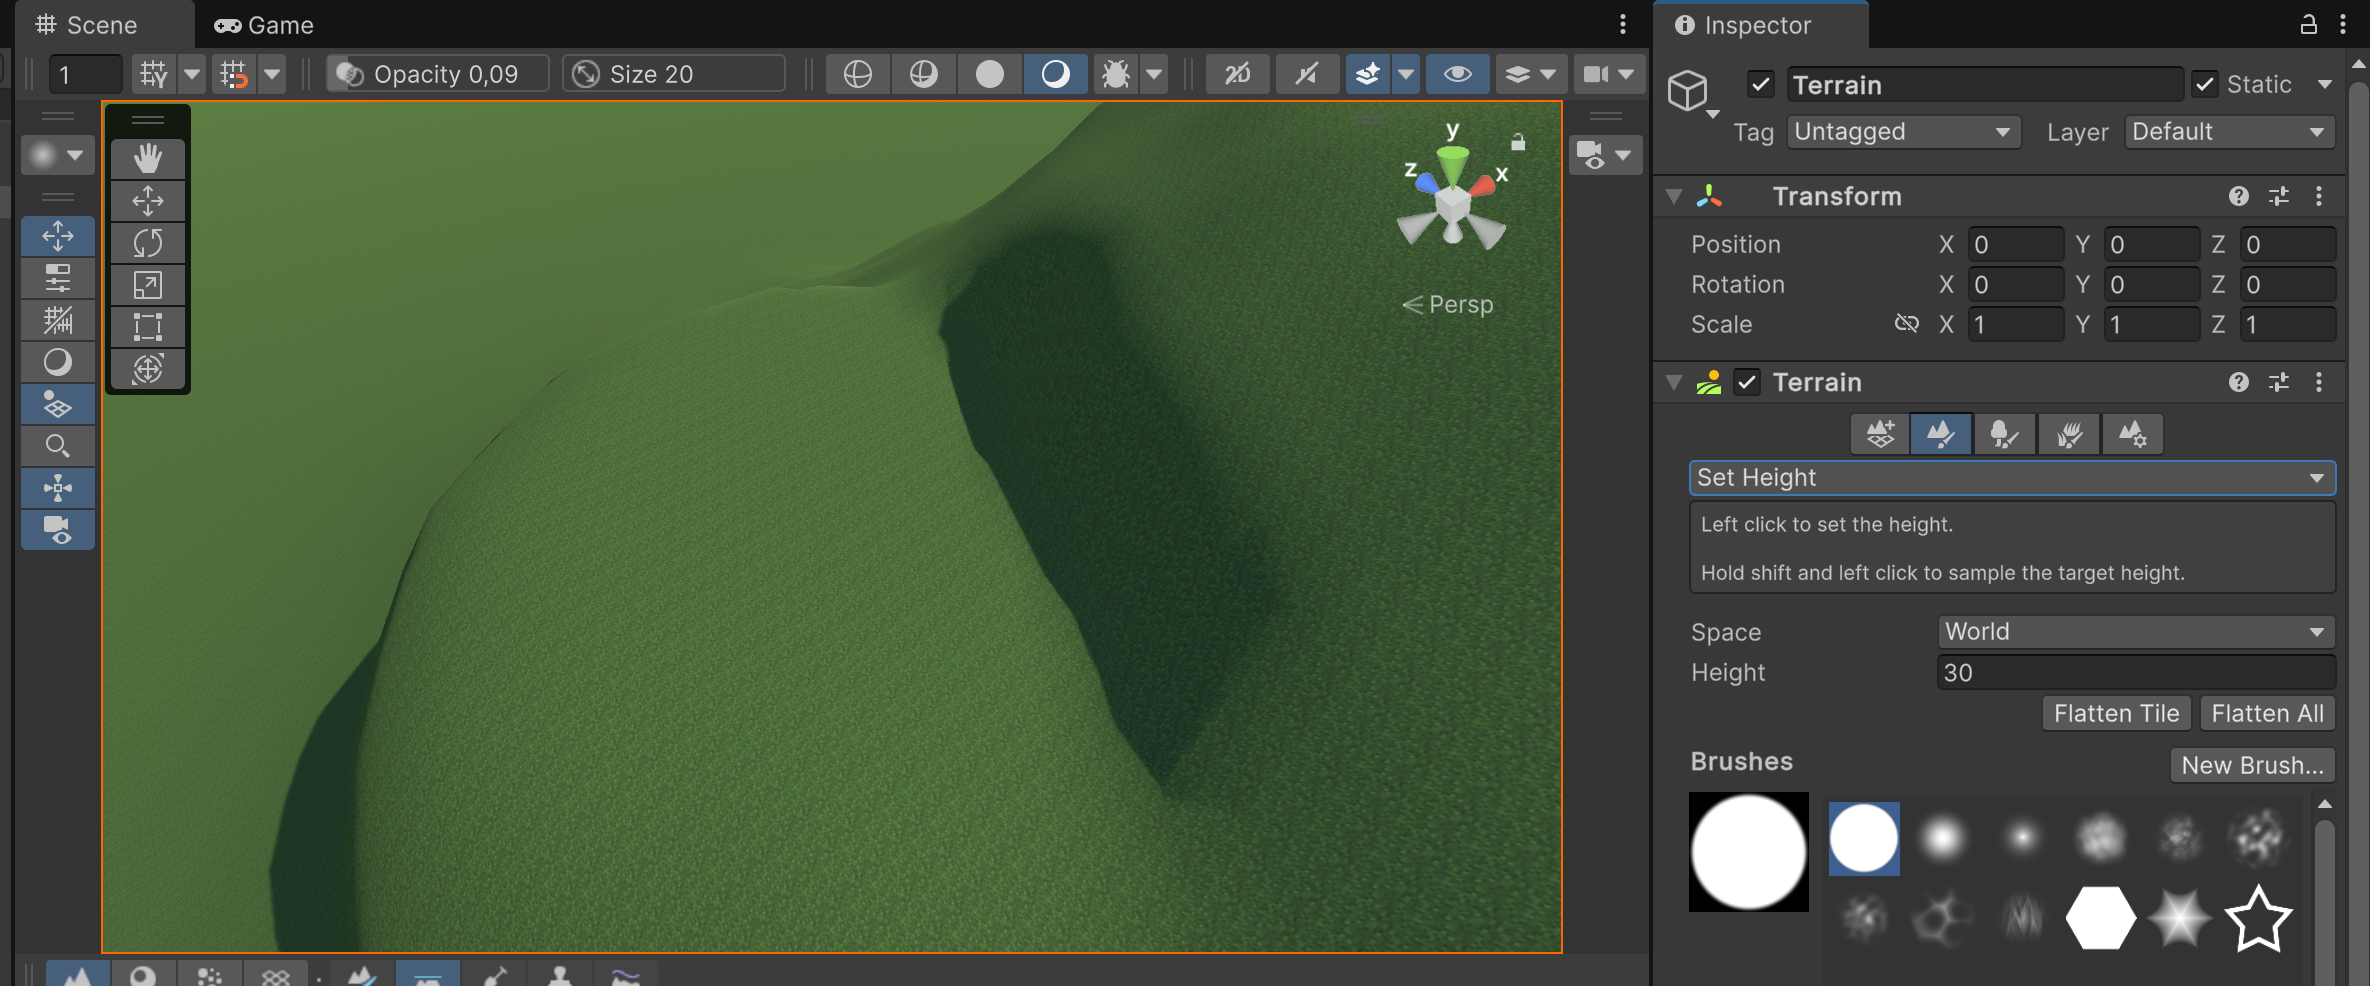 Scene
Game
1
Opacity 0,09
Size 20
2D
y
z
x
Persp
Inspector
Terrain
Static
Tag
Untagged
Layer
Default
Transform
Position X 0 Y 0 Z 0
Rotation X 0 Y 0 Z 0
Scale X 1 Y 1 Z 1
Terrain
Set Height
Left click to set the height.
Hold shift and left click to sample the target height.
Space World
Height 30
Flatten Tile
Flatten All
Brushes
New Brush...